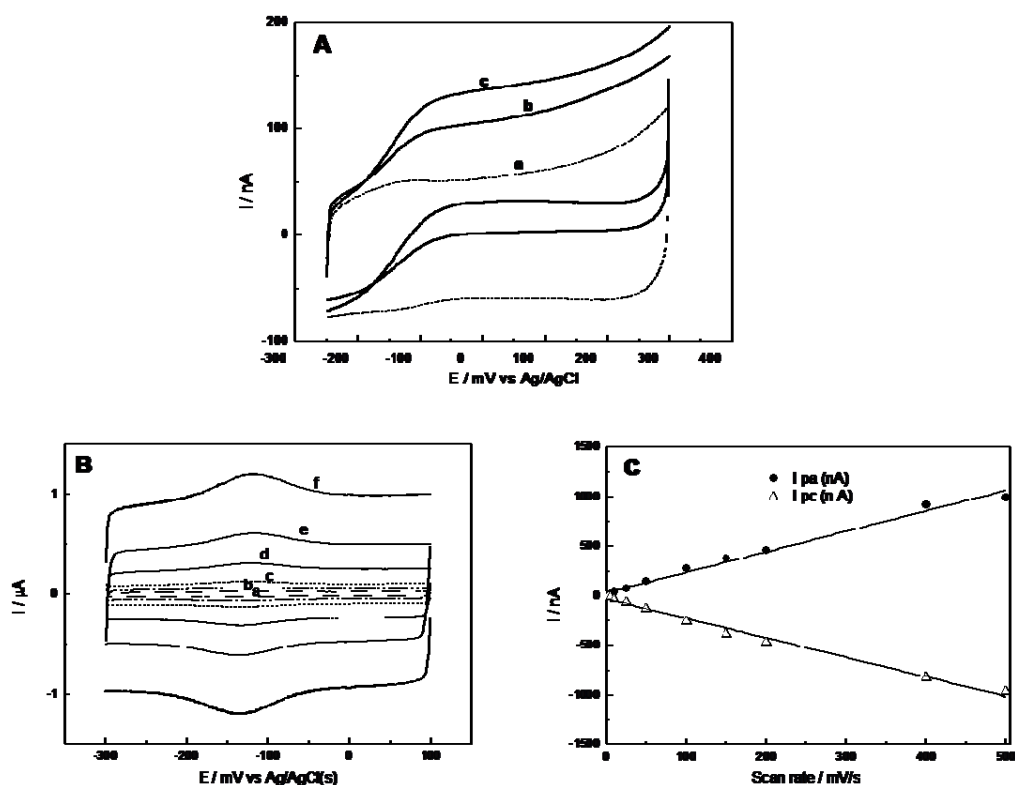 A
200
100
0
-100
I / nA
c
b
a
-300 -200 -100 0 100 200 300 400
E / mV vs Ag/AgCl
B
1
0
-1
I / µA
f
e
d
c
b
a
-300 -200 -100 0 100
E / mV vs Ag/AgCl(s)
C
1500
1000
500
0
-500
-1000
-1500
I / nA
I pa (nA)
I pc (n A)
0 100 200 300 400 500
Scan rate / mV/s